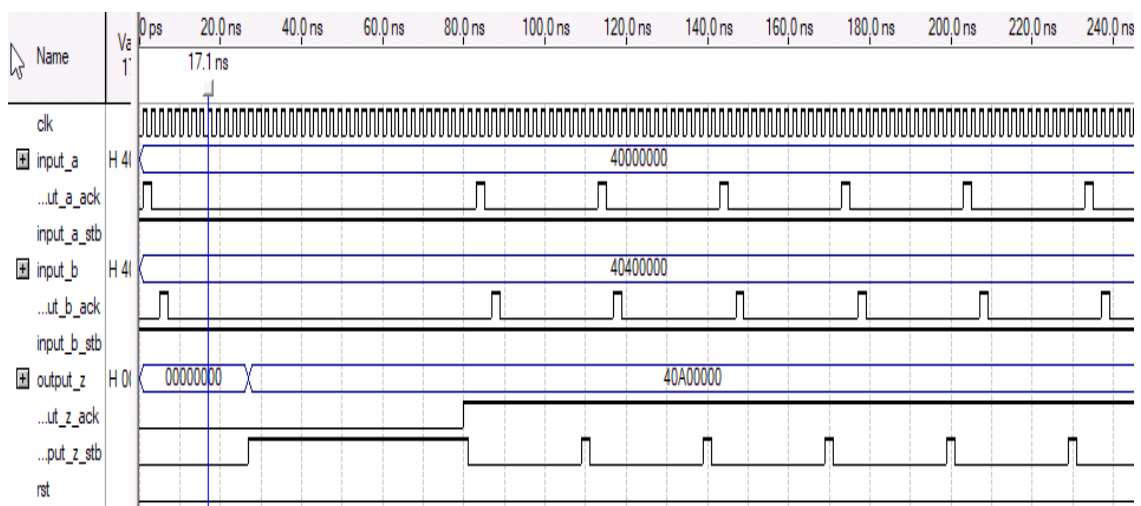 Name Va 1 0 ps 20.0 ns 40.0 ns 60.0 ns 80.0 ns 100.0 ns 120.0 ns 140.0 ns 160.0 ns 180.0 ns 200.0 ns 220.0 ns 240.0 ns
17.1 ns
clk
input_a H 40 40000000
...ut_a_ack
input_a_stb
input_b H 40 40400000
...ut_b_ack
input_b_stb
output_z H 00 00000000 40A00000
...ut_z_ack
...put_z_stb
rst